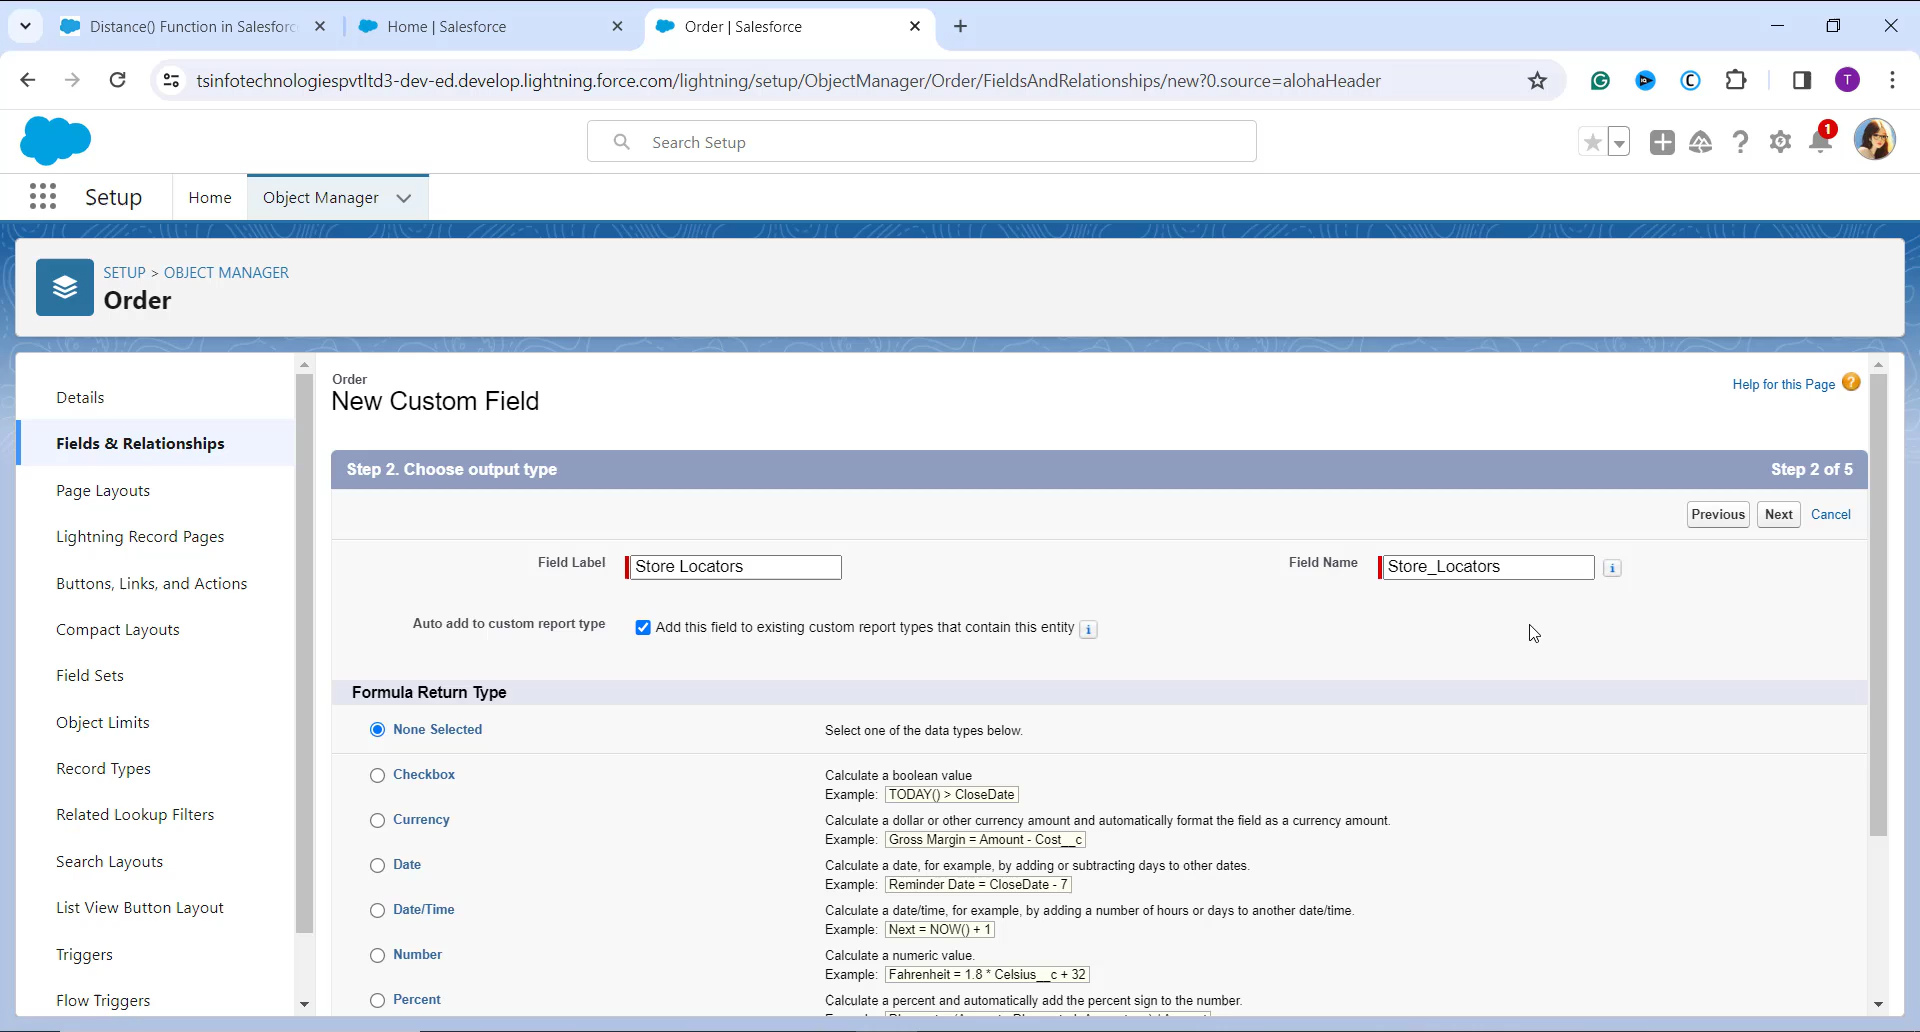 Distance() Function in Salesforc
Home | Salesforce
Order | Salesforce
tsinfotechnologiespvtltd3-dev-ed.develop.lightning.force.com/lightning/setup/ObjectManager/Order/FieldsAndRelationships/new?0.source=alohaHeader
T
Search Setup
1
Setup
Home
Object Manager
SETUP > OBJECT MANAGER
Order
Details
Fields & Relationships
Page Layouts
Lightning Record Pages
Buttons, Links, and Actions
Compact Layouts
Field Sets
Object Limits
Record Types
Related Lookup Filters
Search Layouts
List View Button Layout
Triggers
Flow Triggers
Order
New Custom Field
Help for this Page ?
Step 2. Choose output type
Step 2 of 5
Previous Next Cancel
Field Label Store Locators
Field Name Store_Locators i
Auto add to custom report type Add this field to existing custom report types that contain this entity i
Formula Return Type
None Selected Select one of the data types below.
Checkbox Calculate a boolean value
Example: TODAY() > CloseDate
Currency Calculate a dollar or other currency amount and automatically format the field as a currency amount.
Example: Gross Margin = Amount - Cost__c
Date Calculate a date, for example, by adding or subtracting days to other dates.
Example: Reminder Date = CloseDate - 7
Date/Time Calculate a date/time, for example, by adding a number of hours or days to another date/time.
Example: Next = NOW() + 1
Number Calculate a numeric value.
Example: Fahrenheit = 1.8 * Celsius__c + 32
Percent Calculate a percent and automatically add the percent sign to the number.